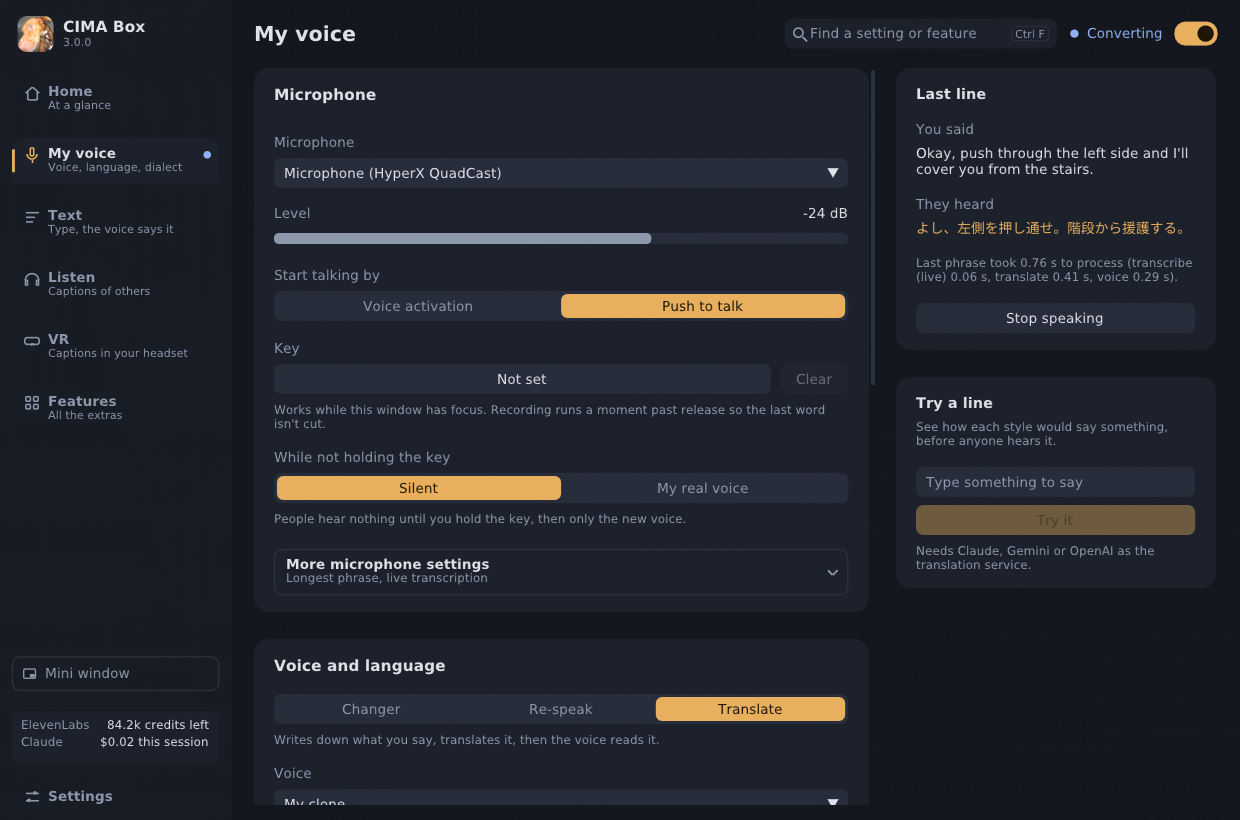 CIMA Box
3.0.0
Home
At a glance
My voice
Voice, language, dialect
Text
Type, the voice says it
Listen
Captions of others
VR
Captions in your headset
Features
All the extras
Mini window
ElevenLabs 84.2k credits left
Claude $0.02 this session
Settings
My voice
Find a setting or feature Ctrl F
Converting
Microphone
Microphone
Microphone (HyperX QuadCast)
Level -24 dB
Start talking by
Voice activation Push to talk
Key
Not set Clear
Works while this window has focus. Recording runs a moment past release so the last word
isn't cut.
While not holding the key
Silent My real voice
People hear nothing until you hold the key, then only the new voice.
More microphone settings
Longest phrase, live transcription
Voice and language
Changer Re-speak Translate
Writes down what you say, translates it, then the voice reads it.
Voice
My clone
Last line
You said
Okay, push through the left side and I'll
cover you from the stairs.
They heard
よし、左側を押し通せ。階段から援護する。
Last phrase took 0.76 s to process (transcribe
(live) 0.06 s, translate 0.41 s, voice 0.29 s).
Stop speaking
Try a line
See how each style would say something,
before anyone hears it.
Type something to say
Try it
Needs Claude, Gemini or OpenAI as the
translation service.